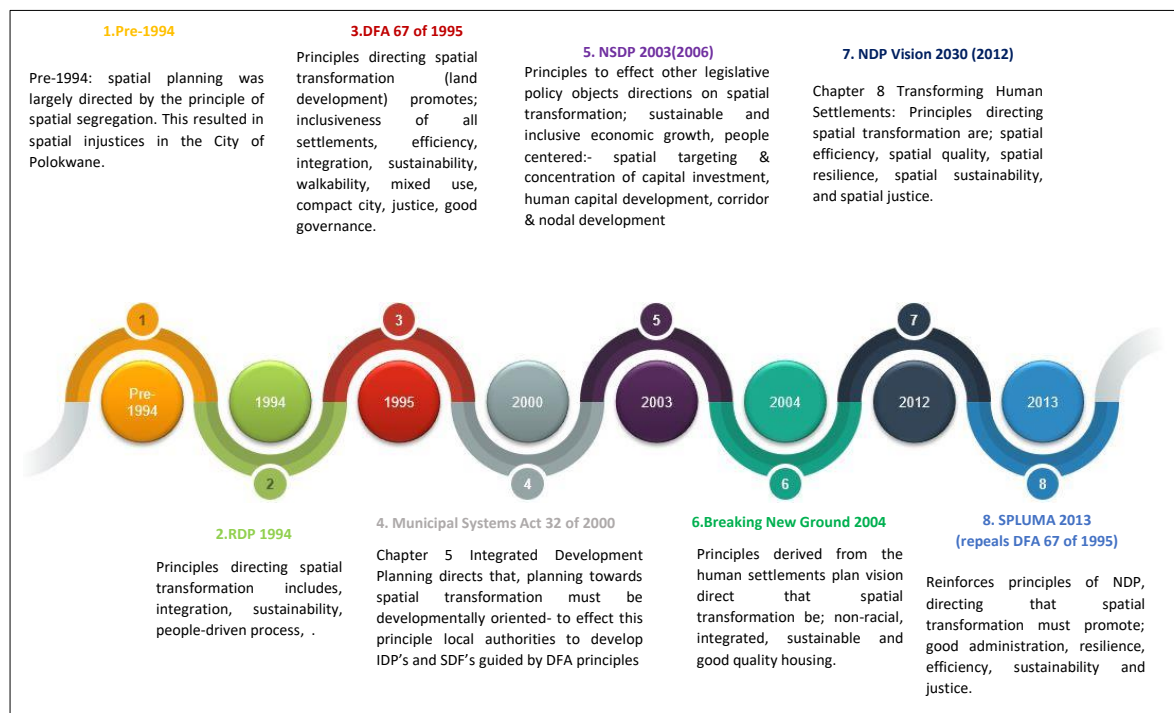 1.Pre-1994
Pre-1994: spatial planning was
largely directed by the principle of
spatial segregation. This resulted in
spatial injustices in the City of
Polokwane.
3.DFA 67 of 1995
Principles directing spatial
transformation (land
development) promotes;
inclusiveness of all
settlements, efficiency,
integration, sustainability,
walkability, mixed use,
compact city, justice, good
governance.
5. NSDP 2003(2006)
Principles to effect other legislative
policy objects directions on spatial
transformation; sustainable and
inclusive economic growth, people
centered:- spatial targeting &
concentration of capital investment,
human capital development, corridor
& nodal development
7. NDP Vision 2030 (2012)
Chapter 8 Transforming Human
Settlements: Principles directing
spatial transformation are; spatial
efficiency, spatial quality, spatial
resilience, spatial sustainability,
and spatial justice.
1
3
5
7
Pre-
1994
1994
1995
2000
2003
2004
2012
2013
2
4
6
8
2.RDP 1994
Principles directing spatial
transformation includes,
integration, sustainability,
people-driven process, .
4. Municipal Systems Act 32 of 2000
Chapter 5 Integrated Development
Planning directs that, planning towards
spatial transformation must be
developmentally oriented- to effect this
principle local authorities to develop
IDP's and SDF's guided by DFA principles
6.Breaking New Ground 2004
Principles derived from the
human settlements plan vision
direct that spatial
transformation be; non-racial,
integrated, sustainable and
good quality housing.
8. SPLUMA 2013
(repeals DFA 67 of 1995)
Reinforces principles of NDP,
directing that spatial
transformation must promote;
good administration, resilience,
efficiency, sustainability and
justice.